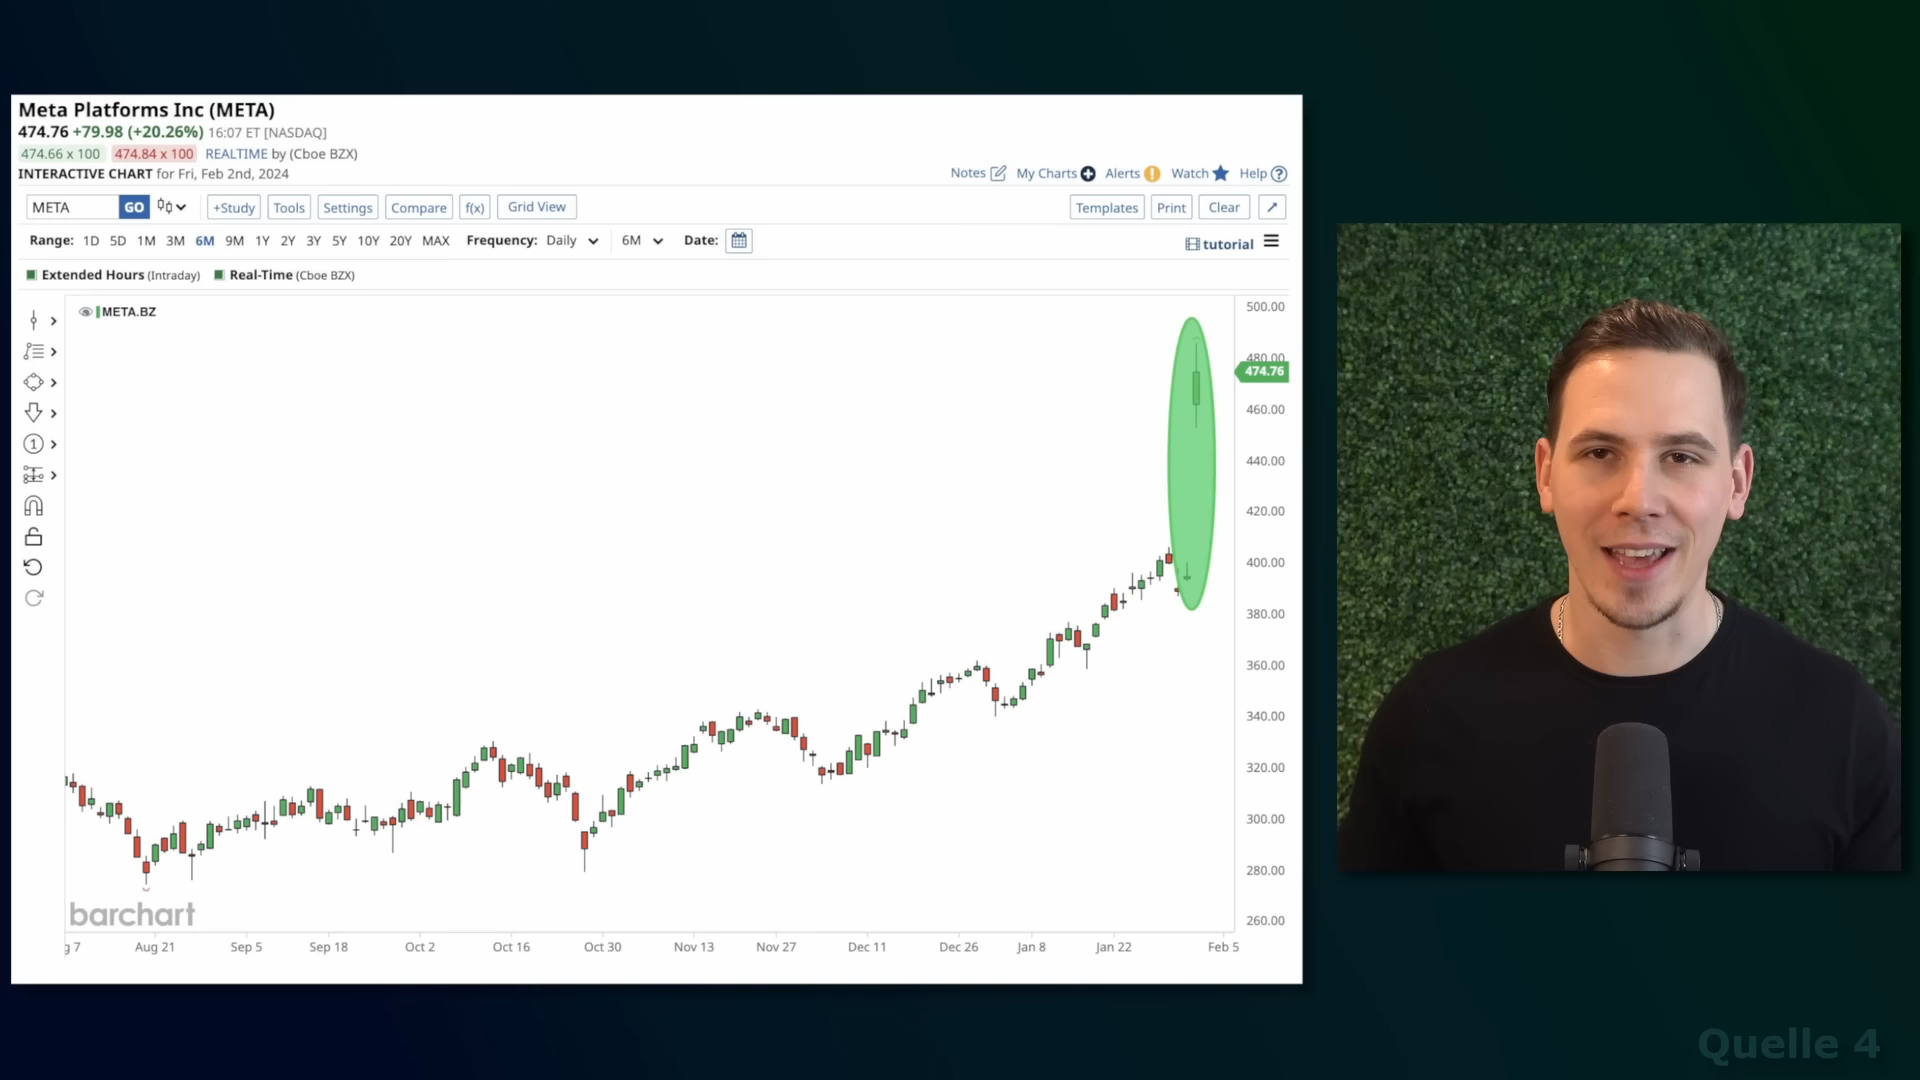 Meta Platforms Inc (META)
474.76 +79.98 (+20.26%) 16:07 ET [NASDAQ]
474.66 x 100 474.84 x 100 REALTIME by (Cboe BZX)
INTERACTIVE CHART for Fri, Feb 2nd, 2024
Notes My Charts Alerts Watch Help
META GO +Study Tools Settings Compare f(x) Grid View Templates Print Clear
Range: 1D 5D 1M 3M 6M 9M 1Y 2Y 3Y 5Y 10Y 20Y MAX Frequency: Daily 6M Date:
tutorial
Extended Hours (Intraday) Real-Time (Cboe BZX)
META.BZ
500.00
480.00
474.76
460.00
440.00
420.00
400.00
380.00
360.00
340.00
320.00
300.00
280.00
260.00
barchart
g 7 Aug 21 Sep 5 Sep 18 Oct 2 Oct 16 Oct 30 Nov 13 Nov 27 Dec 11 Dec 26 Jan 8 Jan 22 Feb 5
Quelle 4